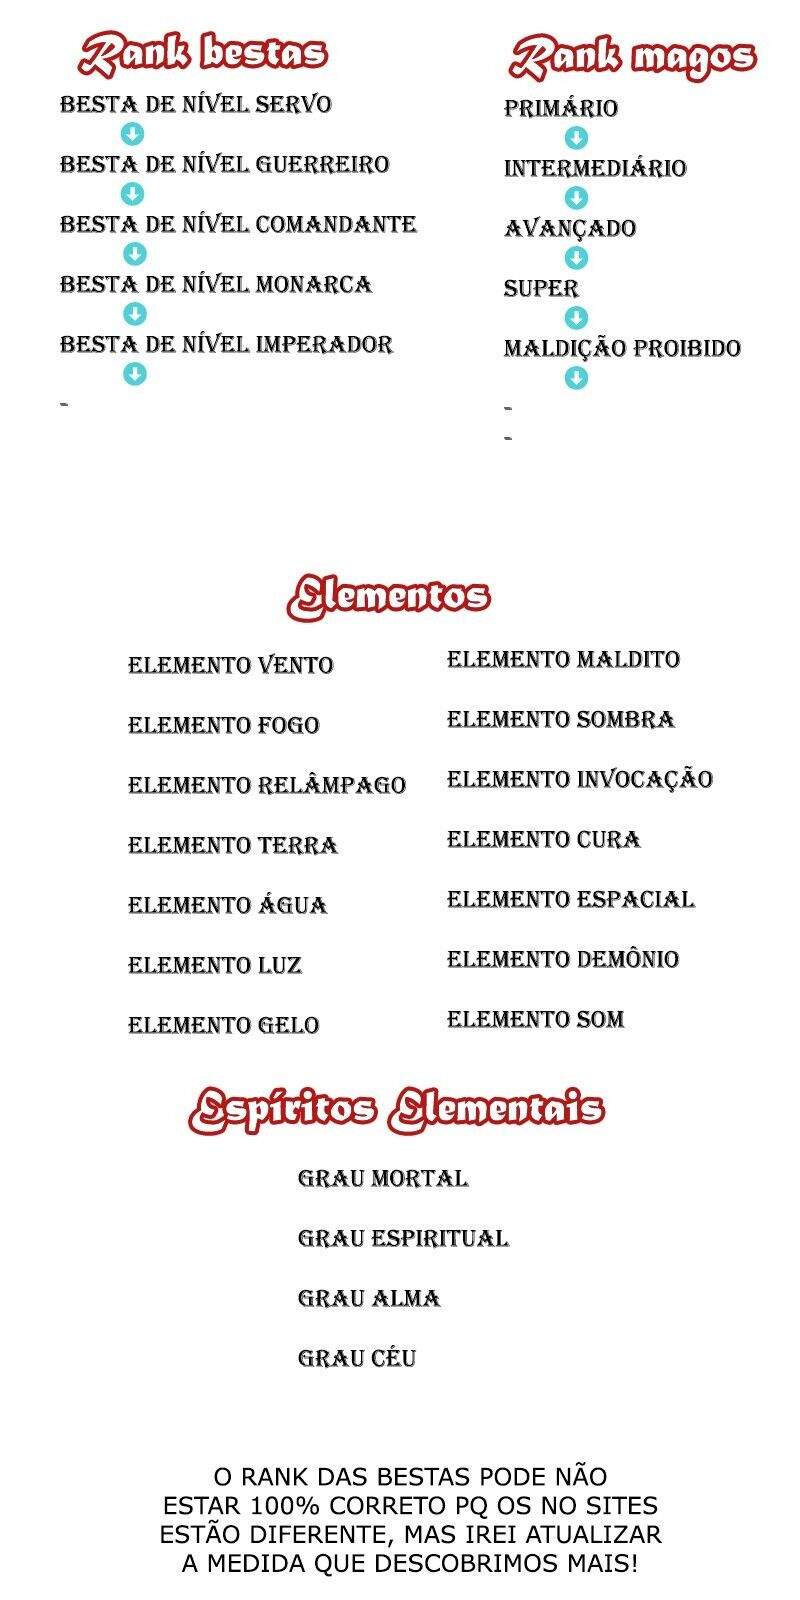 Rank bestas
BESTA DE NÍVEL SERVO
BESTA DE NÍVEL GUERREIRO
BESTA DE NÍVEL COMANDANTE
BESTA DE NÍVEL MONARCA
BESTA DE NÍVEL IMPERADOR
-
Rank magos
PRIMÁRIO
INTERMEDIÁRIO
AVANÇADO
SUPER
MALDIÇÃO PROIBIDO
-
-
Elementos
ELEMENTO VENTO
ELEMENTO FOGO
ELEMENTO RELÂMPAGO
ELEMENTO TERRA
ELEMENTO ÁGUA
ELEMENTO LUZ
ELEMENTO GELO
ELEMENTO MALDITO
ELEMENTO SOMBRA
ELEMENTO INVOCAÇÃO
ELEMENTO CURA
ELEMENTO ESPACIAL
ELEMENTO DEMÔNIO
ELEMENTO SOM
Espíritos Elementais
GRAU MORTAL
GRAU ESPIRITUAL
GRAU ALMA
GRAU CÉU
O RANK DAS BESTAS PODE NÃO
ESTAR 100% CORRETO PQ OS NO SITES
ESTÃO DIFERENTE, MAS IREI ATUALIZAR
A MEDIDA QUE DESCOBRIMOS MAIS!